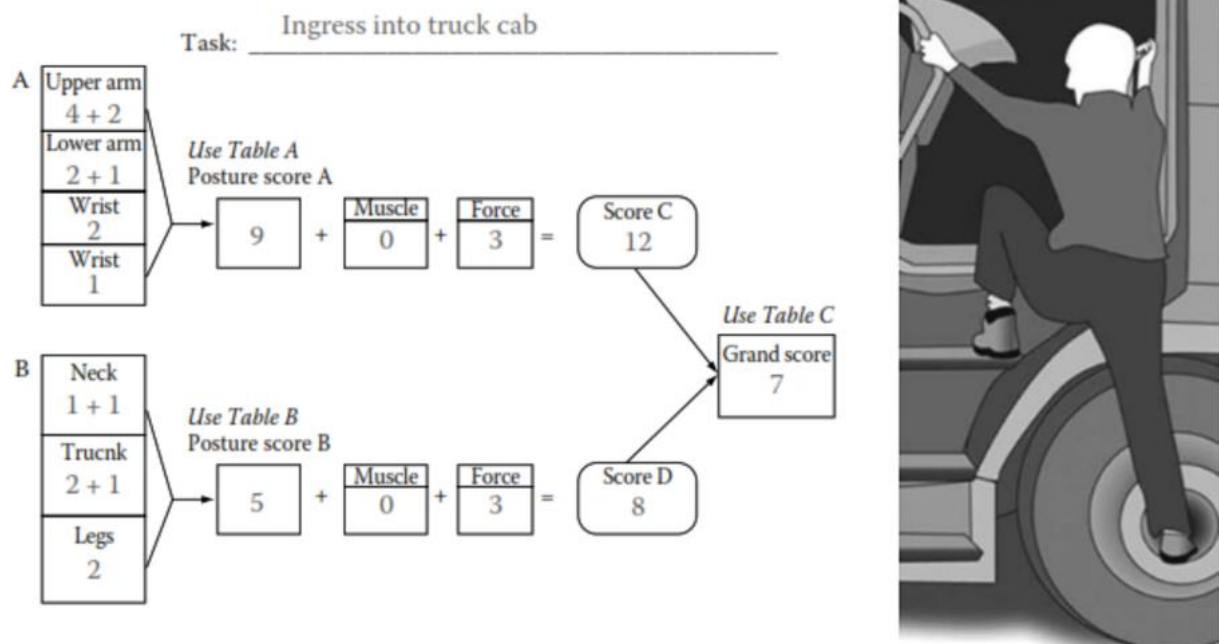 Task: Ingress into truck cab
A
Upper arm
4 + 2
Lower arm
2 + 1
Wrist
2
Wrist
1
Use Table A
Posture score A
9
+
Muscle
0
+
Force
3
=
Score C
12
Use Table C
Grand score
7
B
Neck
1 + 1
Trucnk
2 + 1
Legs
2
Use Table B
Posture score B
5
+
Muscle
0
+
Force
3
=
Score D
8